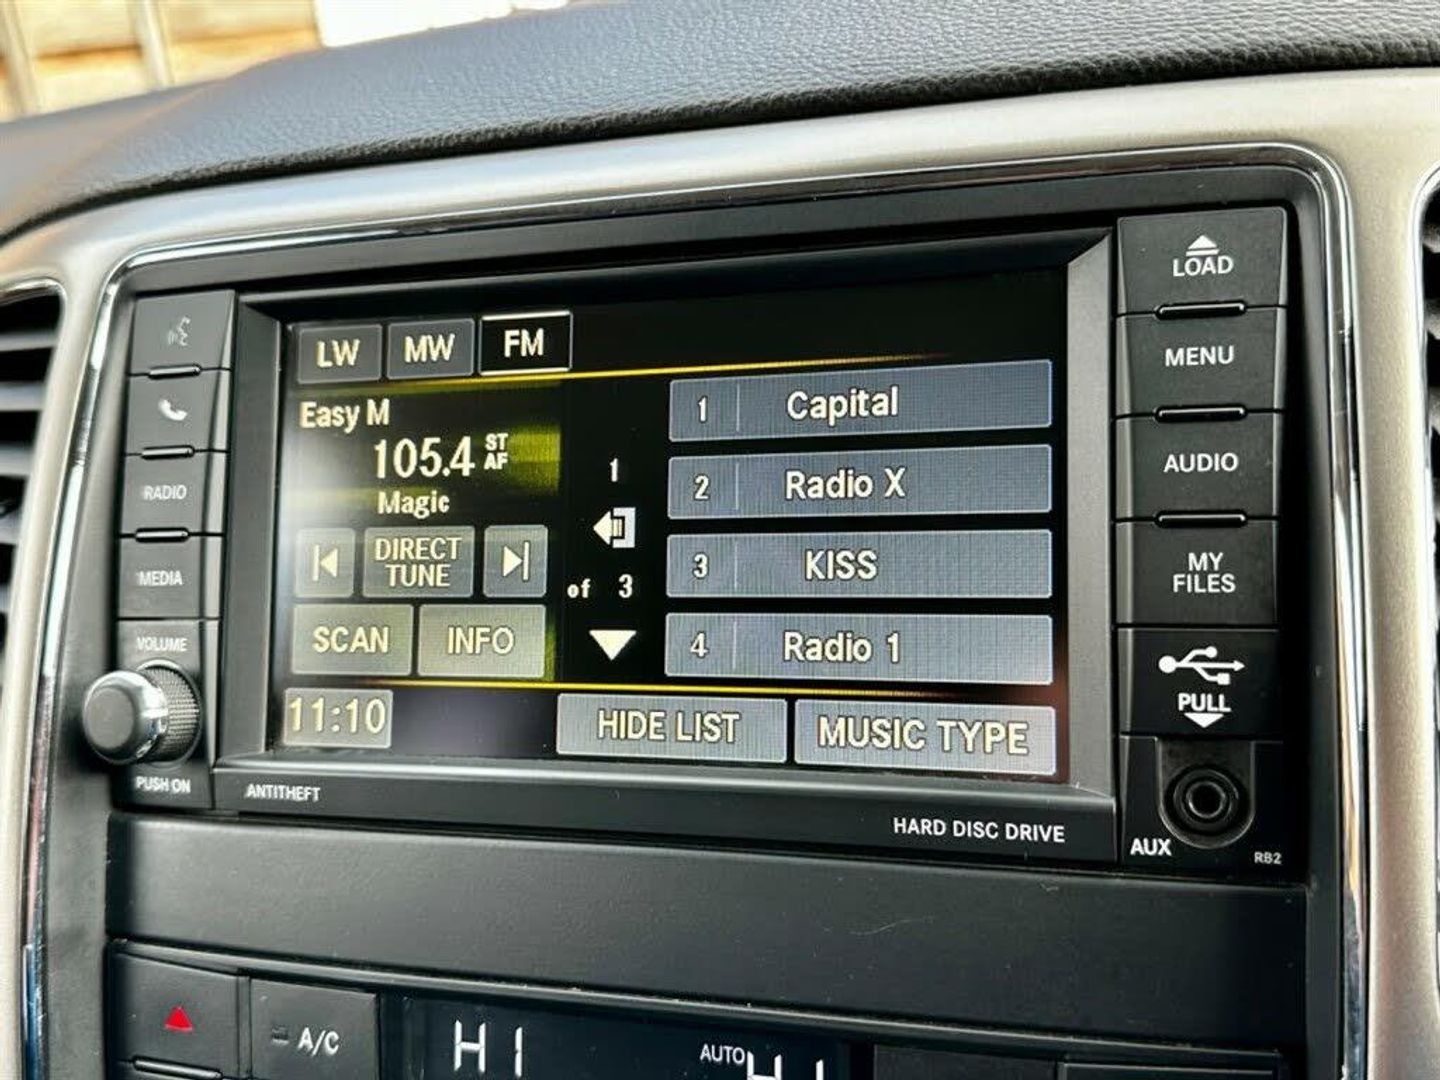 LW MW FM
Easy M
105.4 ST AF
Magic
DIRECT TUNE
SCAN INFO
11:10
1
of 3
1 Capital
2 Radio X
3 KISS
4 Radio 1
HIDE LIST MUSIC TYPE
RADIO
MEDIA
VOLUME
PUSH ON
ANTITHEFT
HARD DISC DRIVE
LOAD
MENU
AUDIO
MY
FILES
PULL
AUX
RB2
A/C
HI
AUTO
HI